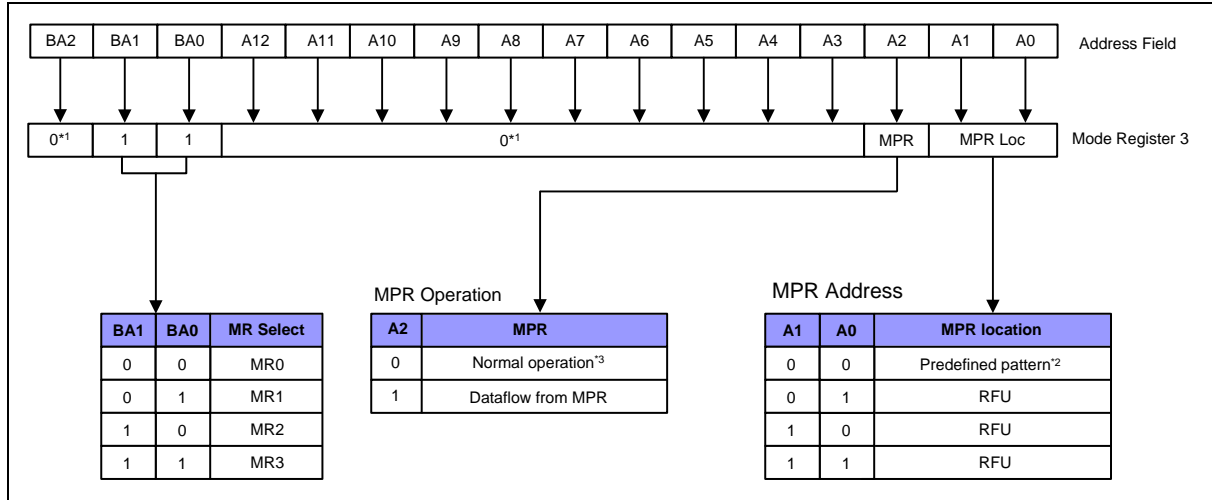 BA2 BA1 BA0 A12 A11 A10 A9 A8 A7 A6 A5 A4 A3 A2 A1 A0 Address Field
0*1 1 1 0*1 MPR MPR Loc Mode Register 3
MPR Operation
MPR Address
BA1 BA0 MR Select
0 0 MR0
0 1 MR1
1 0 MR2
1 1 MR3
A2 MPR
0 Normal operation*3
1 Dataflow from MPR
A1 A0 MPR location
0 0 Predefined pattern*2
0 1 RFU
1 0 RFU
1 1 RFU